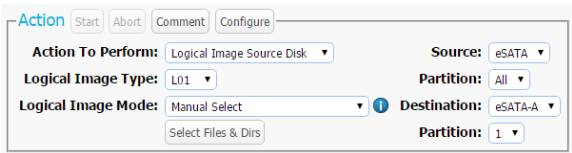 Action Start Abort Comment Configure
Action To Perform: Logical Image Source Disk Source: eSATA
Logical Image Type: L01 Partition: All
Logical Image Mode: Manual Select i Destination: eSATA-A
Select Files & Dirs Partition: 1